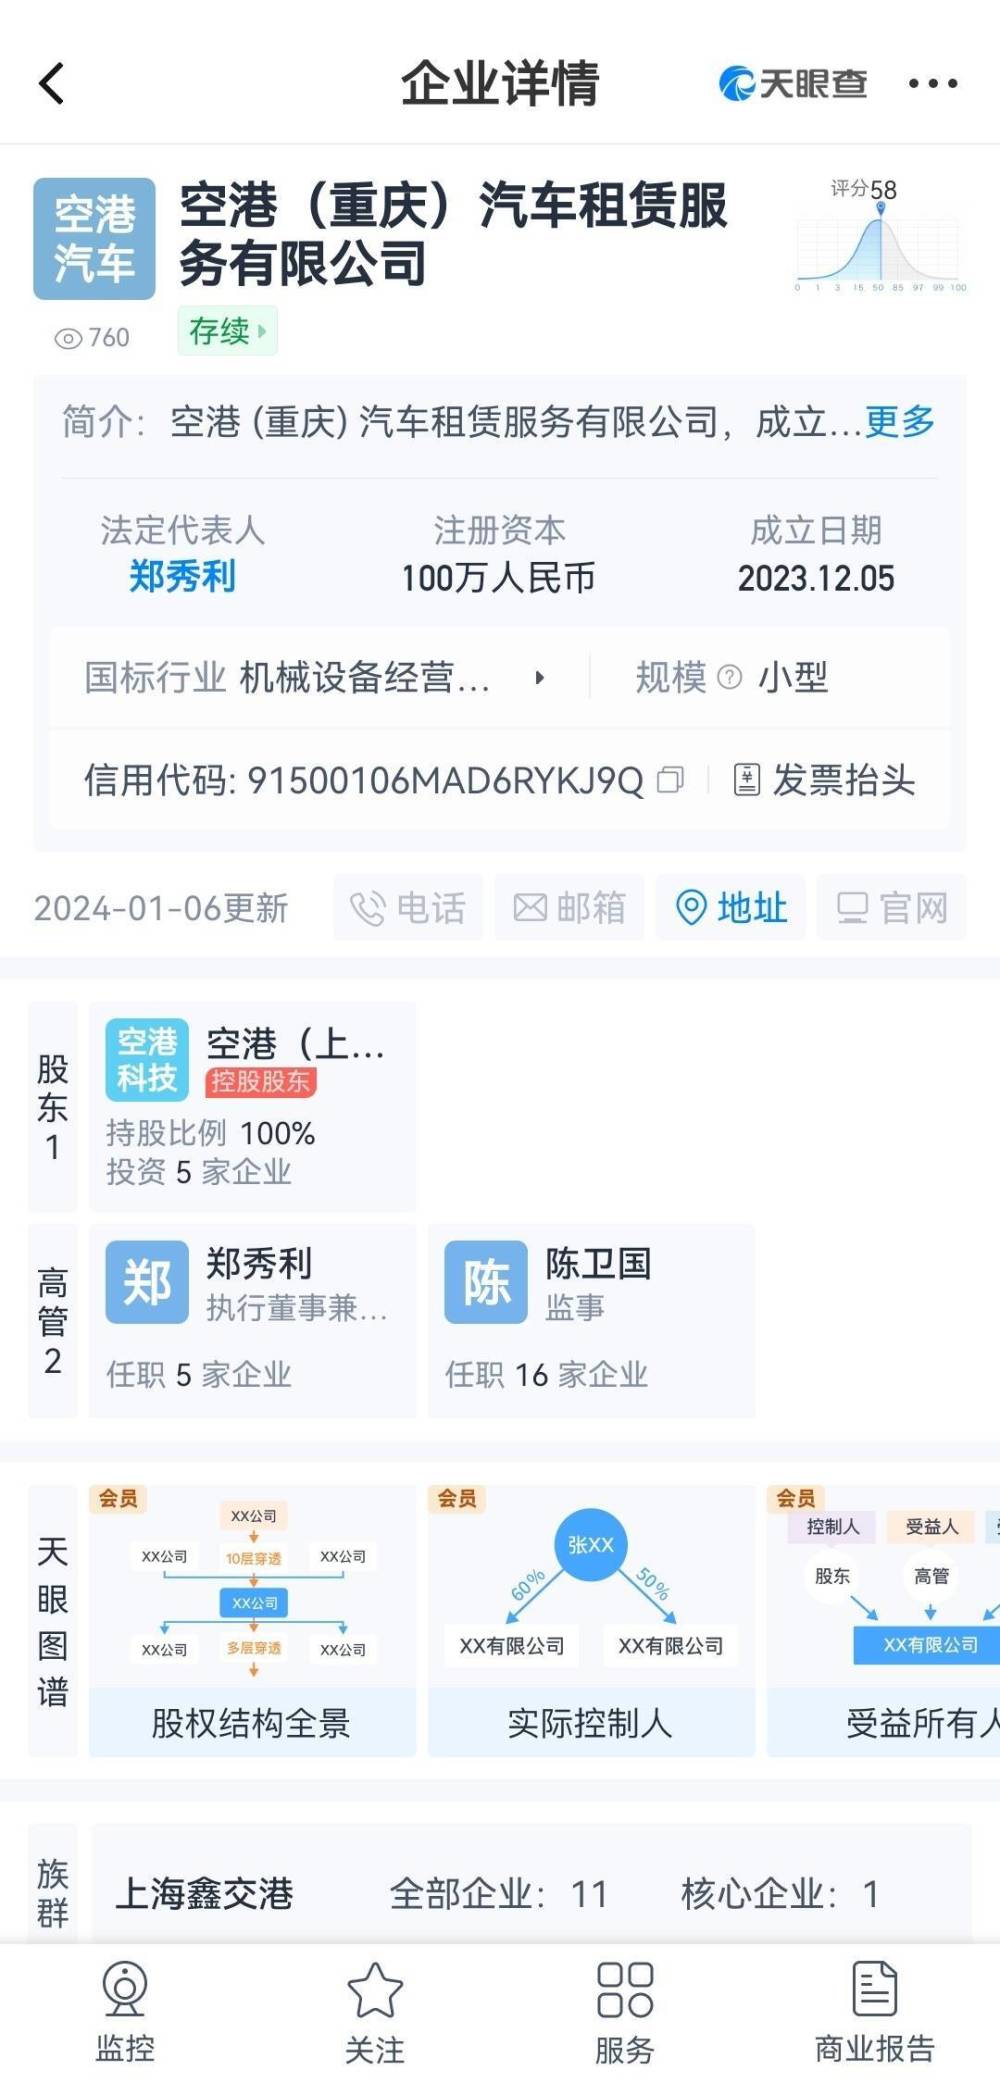 企业详情
天眼查
空港
汽车
空港（重庆）汽车租赁服
务有限公司
评分58
0 1 3 15 50 85 97 99 100
760
存续
简介： 空港 (重庆) 汽车租赁服务有限公司，成立...更多
法定代表人 注册资本 成立日期
郑秀利 100万人民币 2023.12.05
国标行业 机械设备经营... 规模 ? 小型
信用代码: 91500106MAD6RYKJ9Q 发票抬头
2024-01-06更新 电话 邮箱 地址 官网
股东1
空港
科技
空港（上...
控股股东
持股比例 100%
投资 5 家企业
高管2
郑
郑秀利
执行董事兼...
任职 5 家企业
陈
陈卫国
监事
任职 16 家企业
天眼图谱
会员
XX公司
XX公司 10层穿透 XX公司
XX公司
XX公司 多层穿透 XX公司
股权结构全景
会员
张XX
60% 50%
XX有限公司 XX有限公司
实际控制人
会员
控制人 受益人
股东 高管
XX有限公司
受益所有人
族群
上海鑫交港 全部企业： 11 核心企业： 1
监控 关注 服务 商业报告